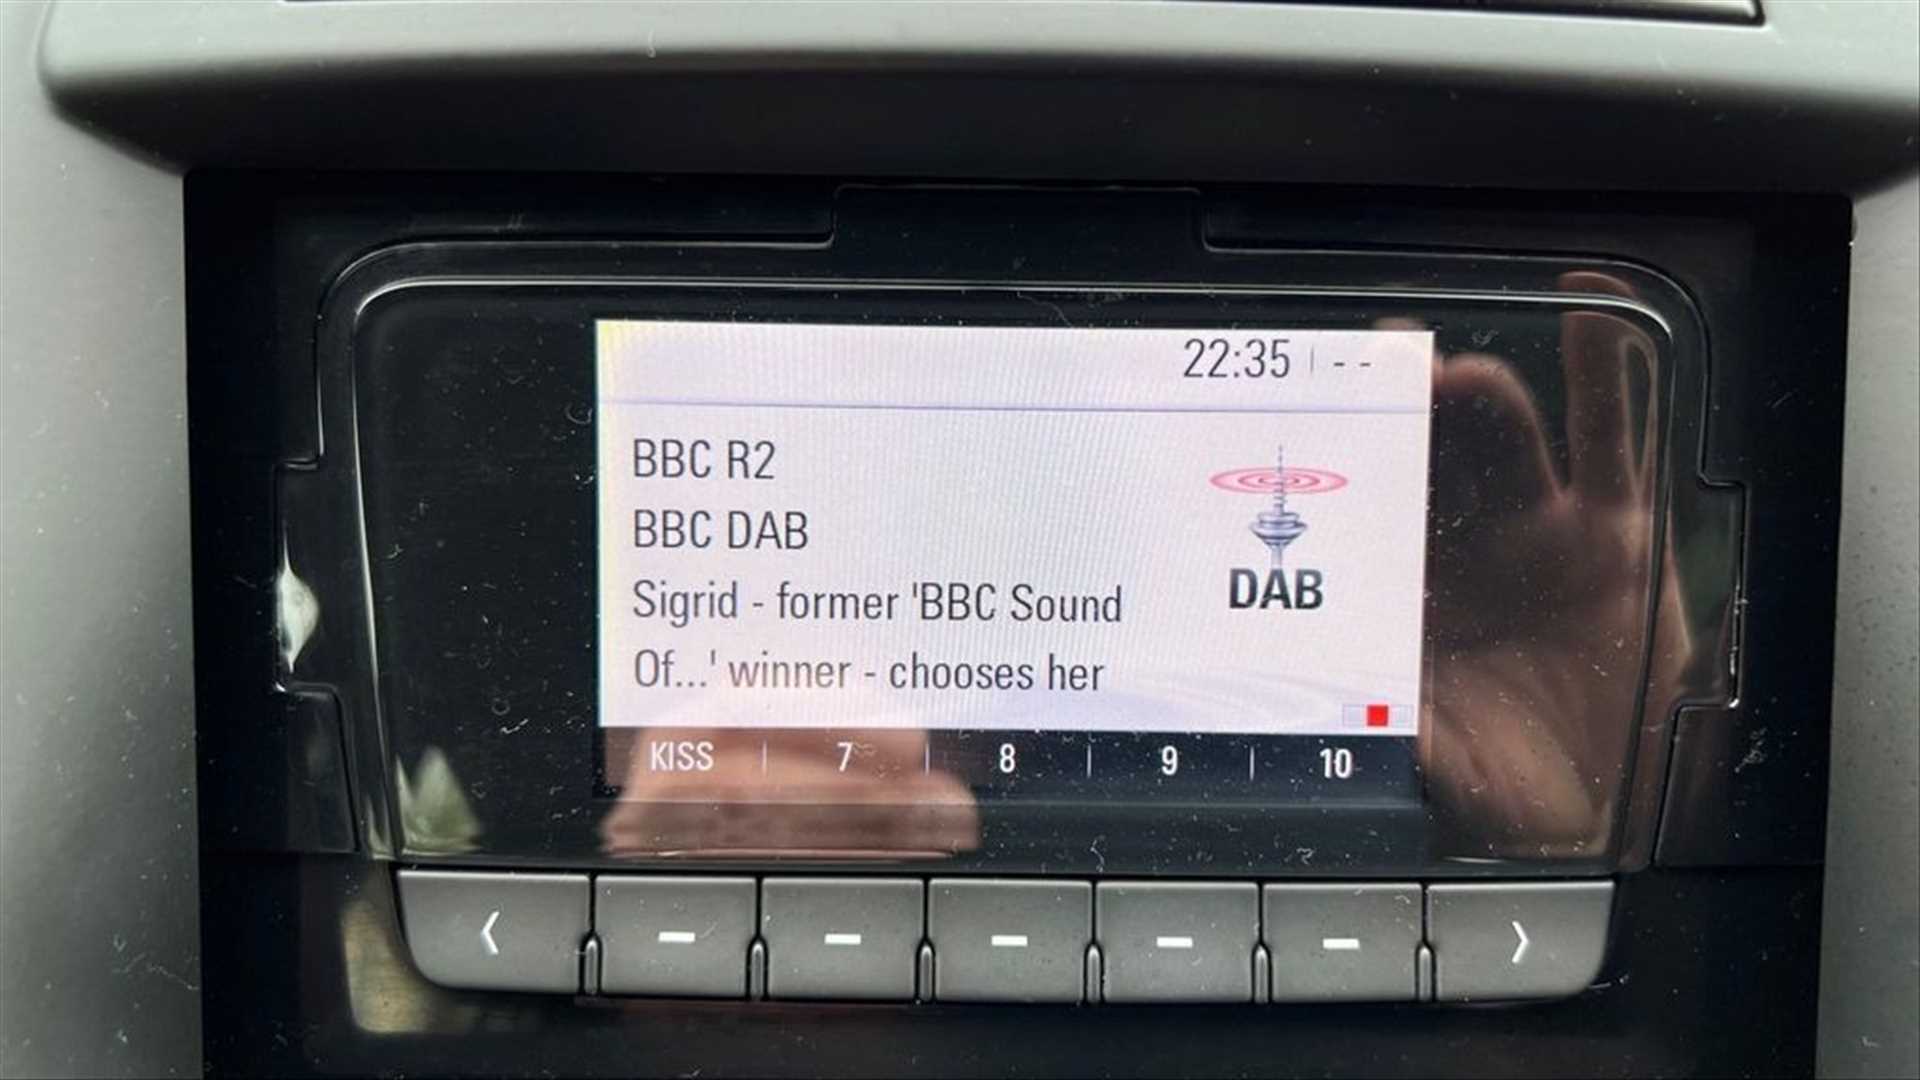 22:35 | - -
BBC R2
BBC DAB
Sigrid - former 'BBC Sound
Of...' winner - chooses her
DAB
KISS | 7 | 8 | 9 | 10